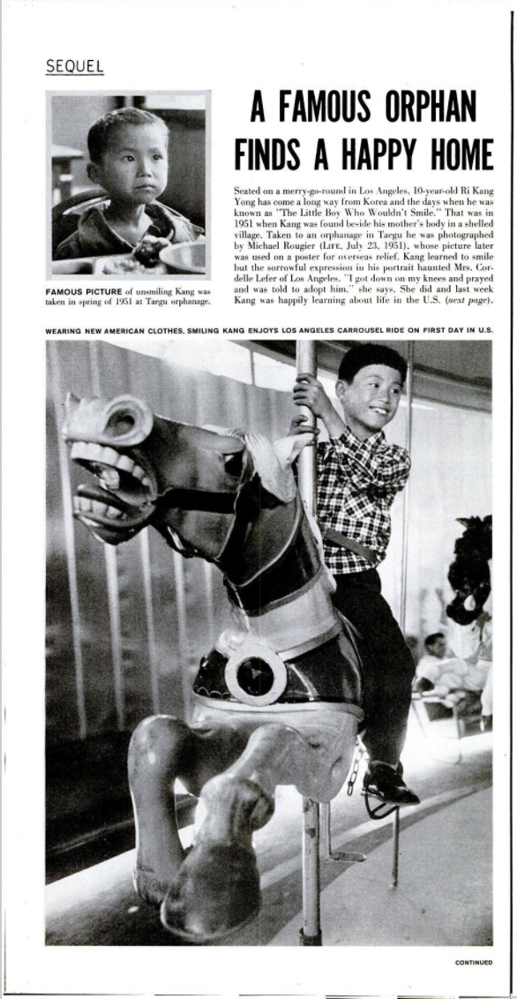 SEQUEL
A FAMOUS ORPHAN
FINDS A HAPPY HOME
Seated on a merry-go-round in Los Angeles, 10-year-old Ri Kang
Yong has come a long way from Korea and the days when he was
known as "The Little Boy Who Wouldn't Smile." That was in
1951 when Kang was found beside his mother's body in a shelled
village. Taken to an orphanage in Taegu he was photographed
by Michael Rougier (LIFE, July 23, 1951), whose picture later
was used on a poster for overseas relief. Kang learned to smile
but the sorrowful expression in his portrait haunted Mrs. Cor-
delle Lefer of Los Angeles. "I got down on my knees and prayed
and was told to adopt him." she says. She did and last week
Kang was happily learning about life in the U.S. (next page).
FAMOUS PICTURE of unsmiling Kang was
taken in spring of 1951 at Taegu orphanage.
WEARING NEW AMERICAN CLOTHES, SMILING KANG ENJOYS LOS ANGELES CARROUSEL RIDE ON FIRST DAY IN U.S.
CONTINUED